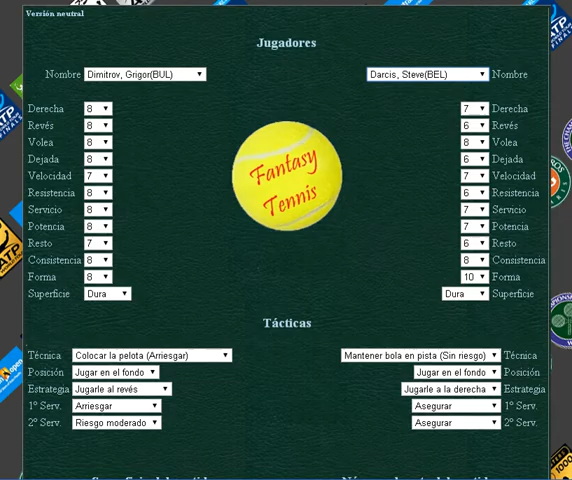 Versión neutral
Jugadores
Nombre Dimitrov, Grigor(BUL) Darcis, Steve(BEL) Nombre
Derecha 8 7 Derecha
Revés 8 6 Revés
Volea 8 8 Volea
Dejada 8 6 Dejada
Velocidad 7 7 Velocidad
Resistencia 8 6 Resistencia
Servicio 8 7 Servicio
Potencia 8 7 Potencia
Resto 7 6 Resto
Consistencia 8 8 Consistencia
Forma 8 10 Forma
Superficie Dura Dura Superficie
Fantasy
Tennis
Tácticas
Técnica Colocar la pelota (Arriesgar) Mantener bola en pista (Sin riesgo) Técnica
Posición Jugar en el fondo Jugar en el fondo Posición
Estrategia Jugarle al revés Jugarle a la derecha Estrategia
1º Serv. Arriesgar Asegurar 1º Serv.
2º Serv. Riesgo moderado Asegurar 2º Serv.
ATP
FINALS
ATP
1000